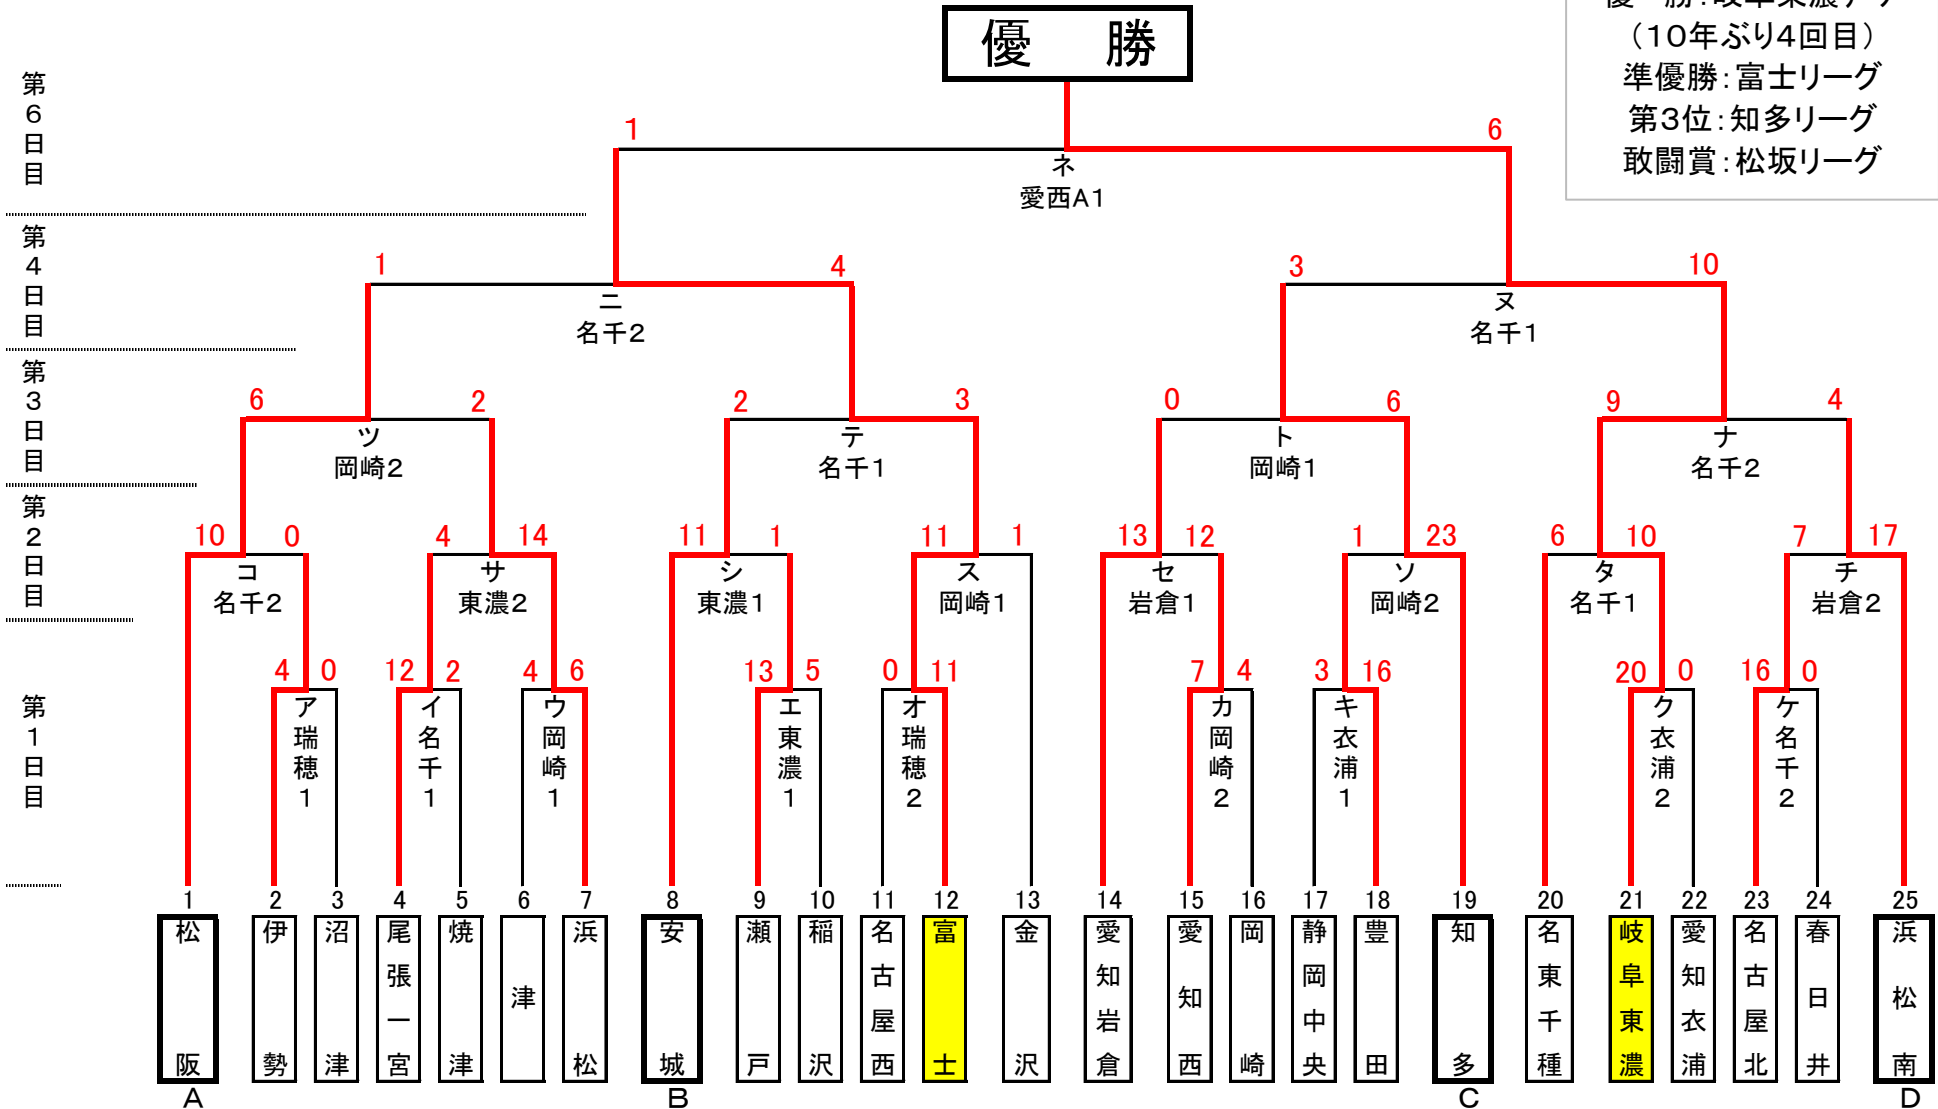 優　勝
（10年ぶり4回目）
準優勝：富士リーグ
第3位：知多リーグ
敢闘賞：松坂リーグ
第6日目
1
6
ネ
愛西A1
第4日目
1
4
3
10
ニ
名千2
ヌ
名千1
第3日目
6
2
2
3
0
6
9
4
ツ
岡崎2
テ
名千1
ト
岡崎1
ナ
名千2
第2日目
10
0
4
14
11
1
11
1
13
12
1
23
6
10
7
17
コ
名千2
サ
東濃2
シ
東濃1
ス
岡崎1
セ
岩倉1
ソ
岡崎2
タ
名千1
チ
岩倉2
第1日目
4
0
12
2
4
6
13
5
0
11
7
4
3
16
20
0
16
0
ア瑞穂1
イ名千1
ウ岡崎1
エ東濃1
オ瑞穂2
カ岡崎2
キ衣浦1
ク衣浦2
ケ名千2
1
2
3
4
5
6
7
8
9
10
11
12
13
14
15
16
17
18
19
20
21
22
23
24
25
松阪
伊勢
沼津
尾張一宮
焼津
津
浜松
安城
瀬戸
稲沢
名古屋西
富士
金沢
愛知岩倉
愛知西
岡崎
静岡中央
豊田
知多
名東千種
岐阜東濃
愛知衣浦
名古屋北
春日井
浜松南
A
B
C
D